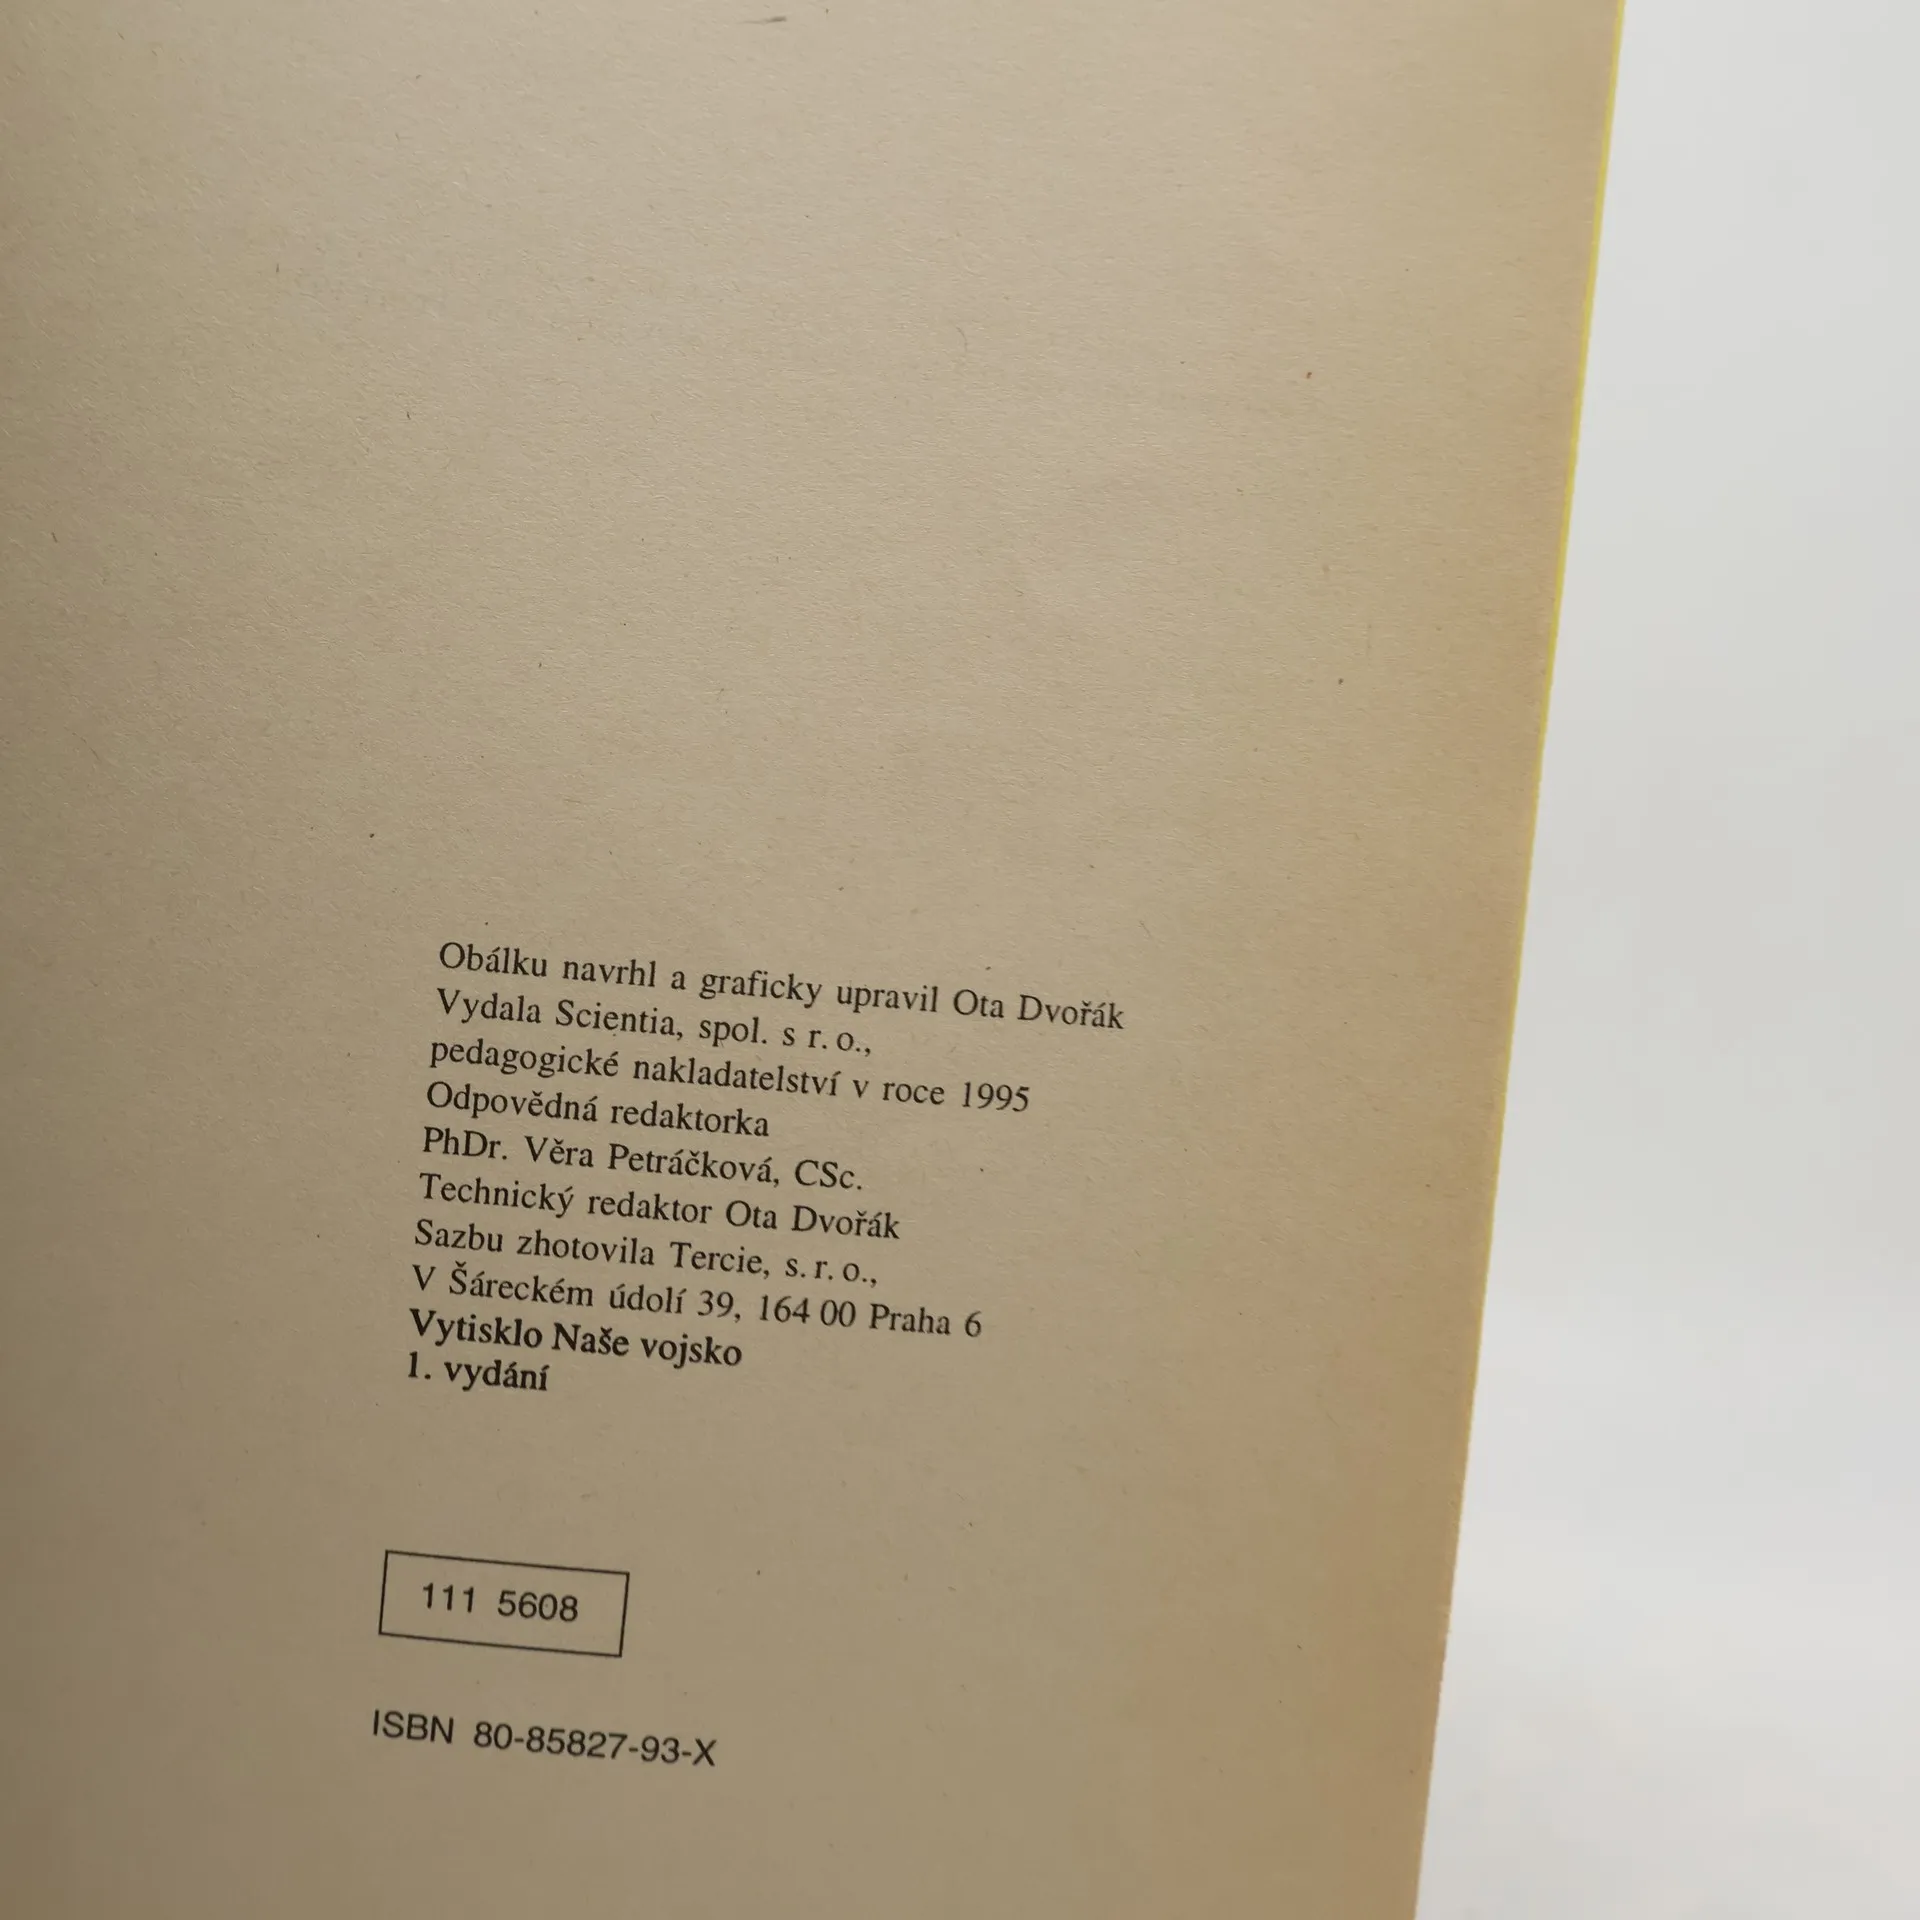 Obálku navrhl a graficky upravil Ota Dvořák
Vydala Scientia, spol. s r. o.,
pedagogické nakladatelství v roce 1995
Odpovědná redaktorka
PhDr. Věra Petráčková, CSc.
Technický redaktor Ota Dvořák
Sazbu zhotovila Tercie, s. r. o.,
V Šáreckém údolí 39, 164 00 Praha 6
Vytisklo Naše vojsko
1. vydání
111 5608
ISBN 80-85827-93-X